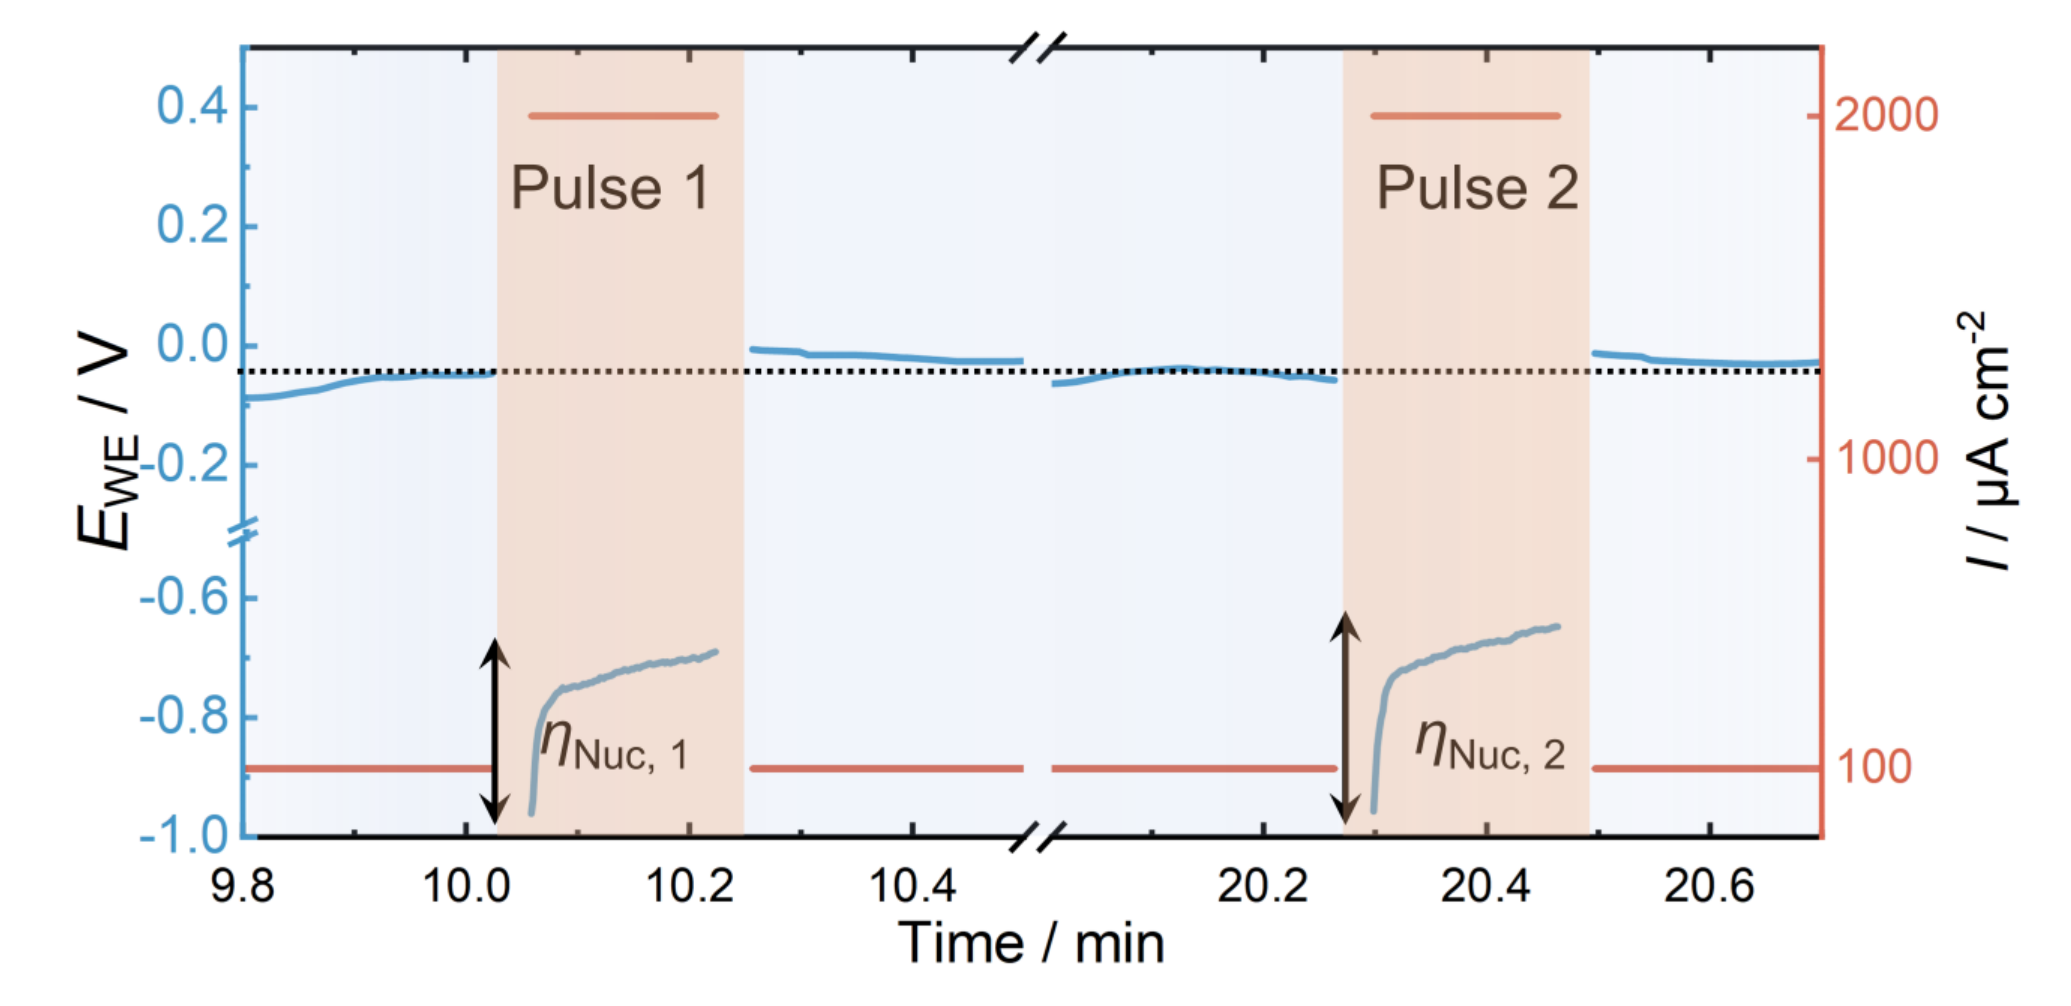 0.4
0.2
0.0
-0.2
-0.6
-0.8
-1.0
E_WE / V
Pulse 1
Pulse 2
η_Nuc, 1
η_Nuc, 2
2000
1000
100
I / μA cm⁻²
9.8 10.0 10.2 10.4 20.2 20.4 20.6
Time / min